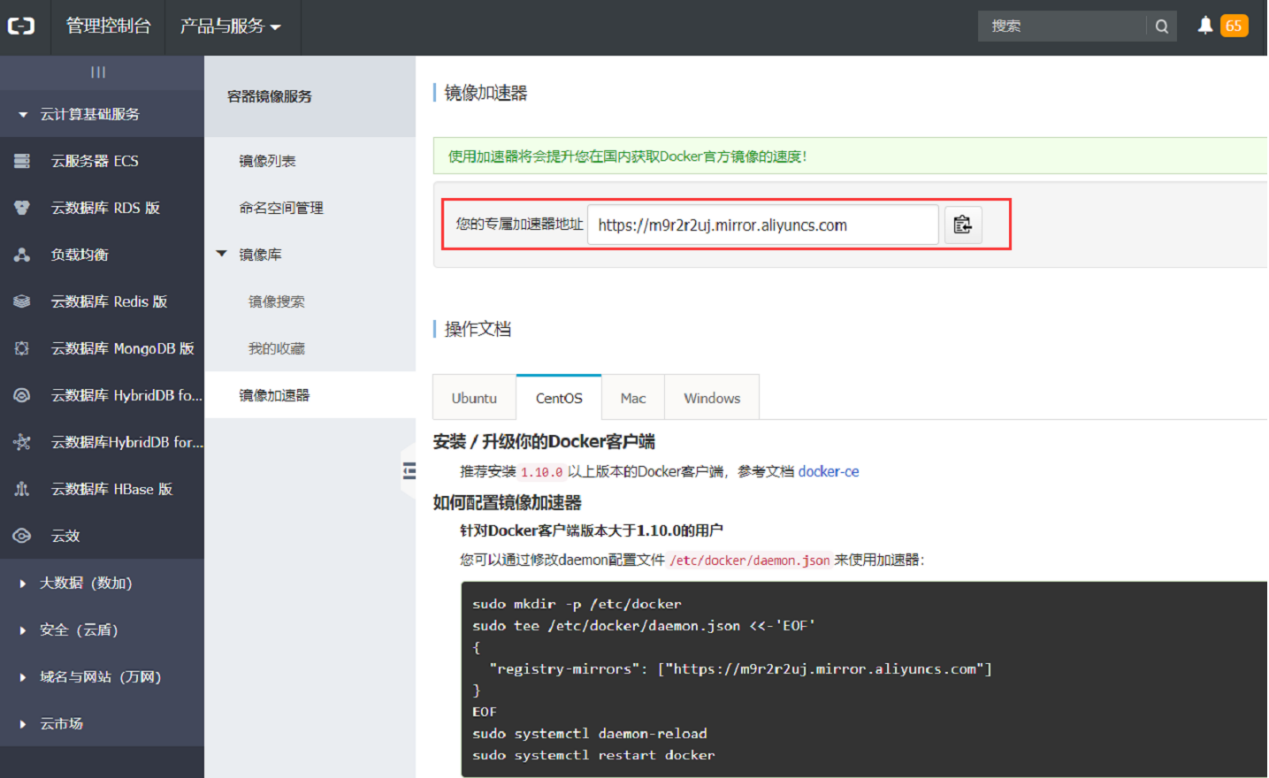 管理控制台 产品与服务 搜索 65
云计算基础服务
云服务器 ECS
云数据库 RDS 版
负载均衡
云数据库 Redis 版
云数据库 MongoDB 版
云数据库 HybridDB fo...
云数据库HybridDB for...
云数据库 HBase 版
云效
大数据（数加）
安全（云盾）
域名与网站（万网）
云市场
容器镜像服务
镜像列表
命名空间管理
镜像库
镜像搜索
我的收藏
镜像加速器
镜像加速器
使用加速器将会提升您在国内获取Docker官方镜像的速度！
您的专属加速器地址 https://m9r2r2uj.mirror.aliyuncs.com
操作文档
Ubuntu CentOS Mac Windows
安装 / 升级你的Docker客户端
推荐安装 1.10.0 以上版本的Docker客户端，参考文档 docker-ce
如何配置镜像加速器
针对Docker客户端版本大于1.10.0的用户
您可以通过修改daemon配置文件 /etc/docker/daemon.json 来使用加速器：
sudo mkdir -p /etc/docker
sudo tee /etc/docker/daemon.json <<-'EOF'
{
"registry-mirrors": ["https://m9r2r2uj.mirror.aliyuncs.com"]
}
EOF
sudo systemctl daemon-reload
sudo systemctl restart docker